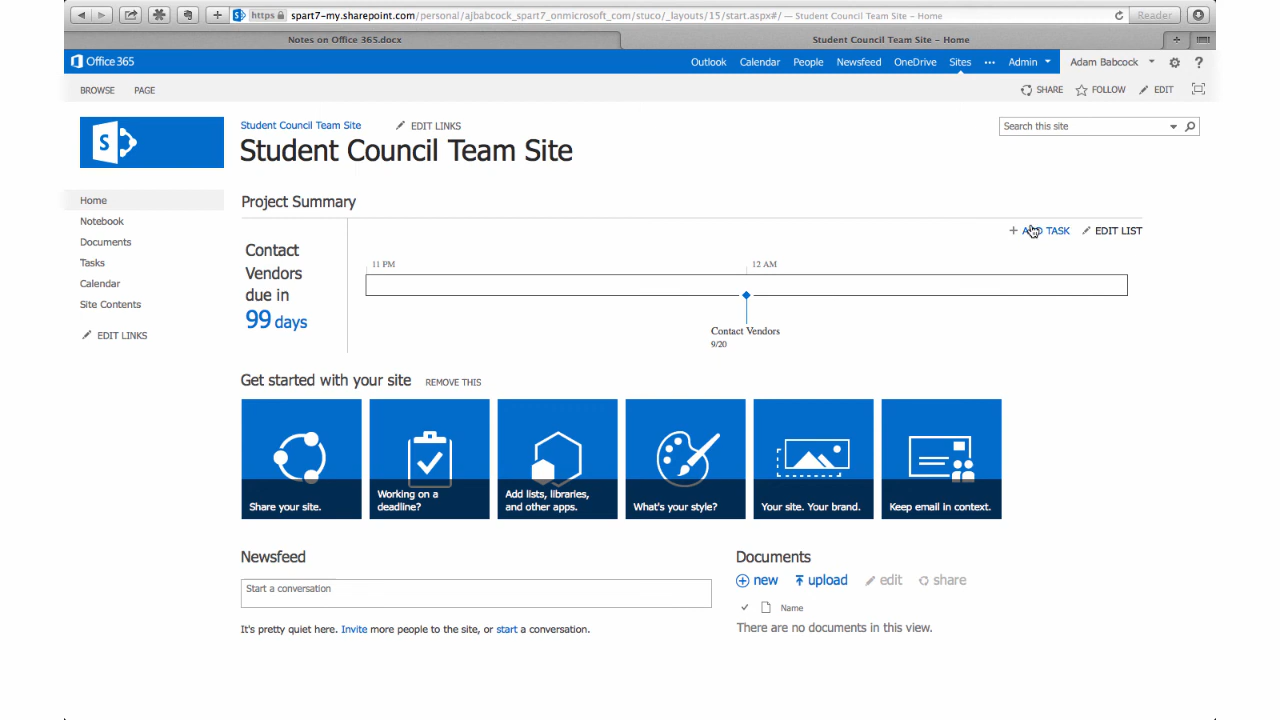 https spart7-my.sharepoint.com/personal/ajbabcock_spart7_onmicrosoft_com/stuco/_layouts/15/start.aspx#/ — Student Council Team Site - Home Reader
Notes on Office 365.docx Student Council Team Site – Home
Office 365 Outlook Calendar People Newsfeed OneDrive Sites ••• Admin Adam Babcock ?
BROWSE PAGE SHARE FOLLOW EDIT
Student Council Team Site EDIT LINKS Search this site
Student Council Team Site
Home
Notebook
Documents
Tasks
Calendar
Site Contents
EDIT LINKS
Project Summary
+ ADD TASK EDIT LIST
Contact
Vendors
due in
99 days
11 PM 12 AM
Contact Vendors
9/20
Get started with your site REMOVE THIS
Share your site.
Working on a
deadline?
Add lists, libraries,
and other apps.
What's your style?
Your site. Your brand.
Keep email in context.
Newsfeed
Start a conversation
It's pretty quiet here. Invite more people to the site, or start a conversation.
Documents
new upload edit share
Name
There are no documents in this view.